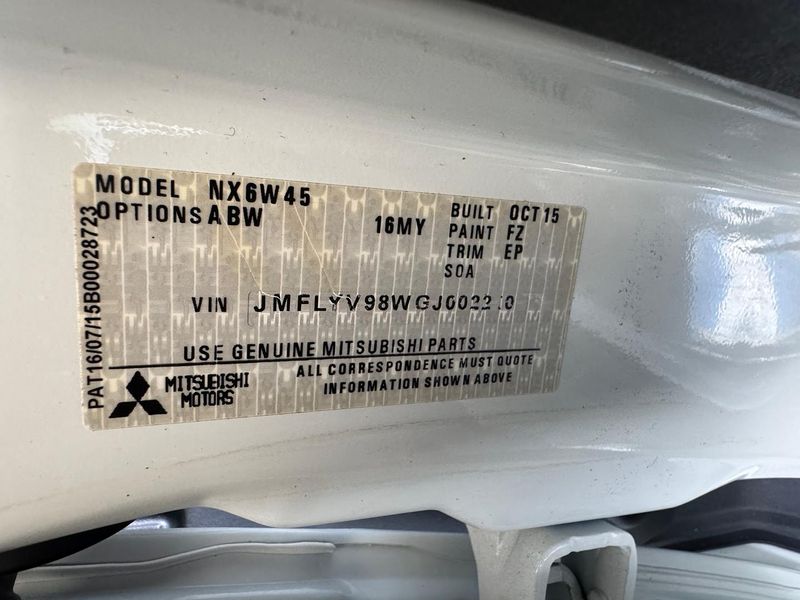 MODEL NX6W45
OPTIONS ABW
16MY
BUILT OCT15
PAINT FZ
TRIM EP
SOA
VIN
USE GENUINE MITSUBISHI PARTS
ALL CORRESPONDENCE MUST QUOTE
INFORMATION SHOWN ABOVE
MITSUBISHI
MOTORS
PAT16/07/15B00028723